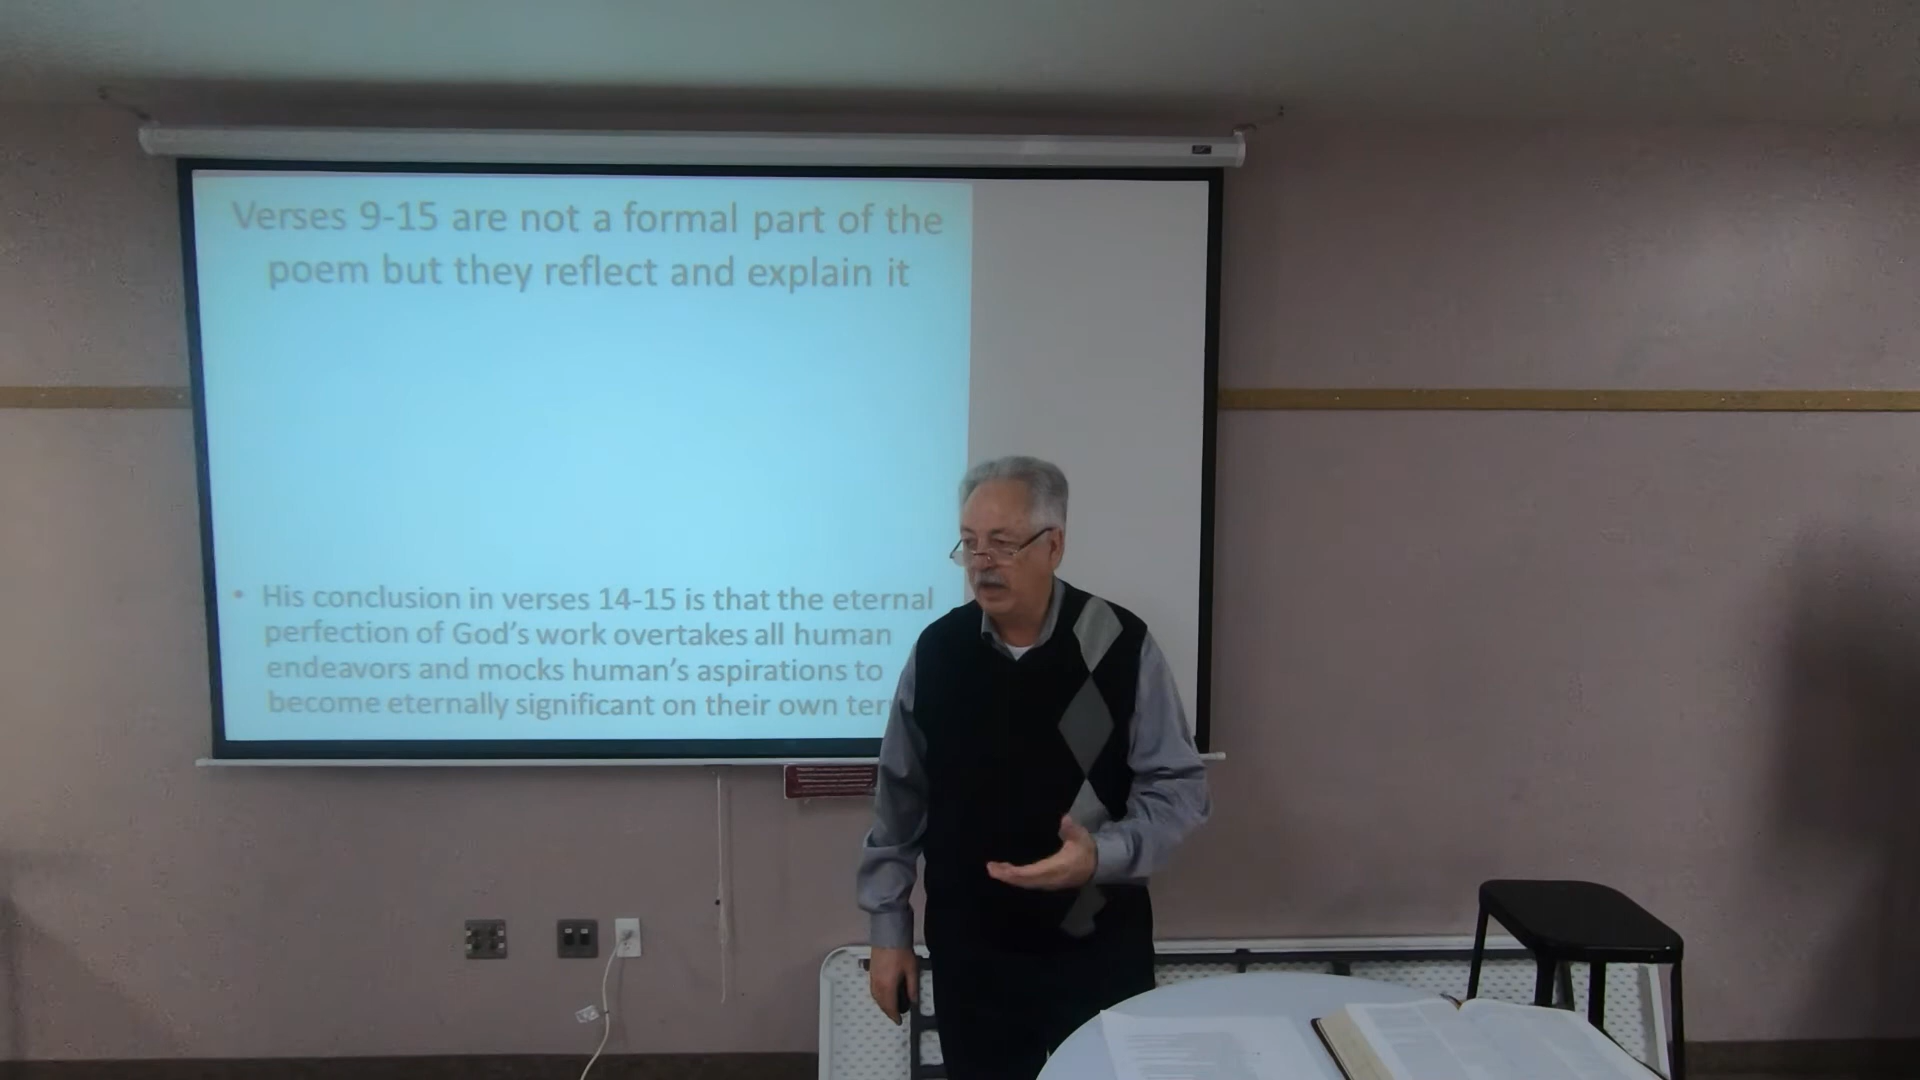 Verses 9-15 are not a formal part of the
poem but they reflect and explain it
• His conclusion in verses 14-15 is that the eternal
perfection of God's work overtakes all human
endeavors and mocks human's aspirations to
become eternally significant on their own